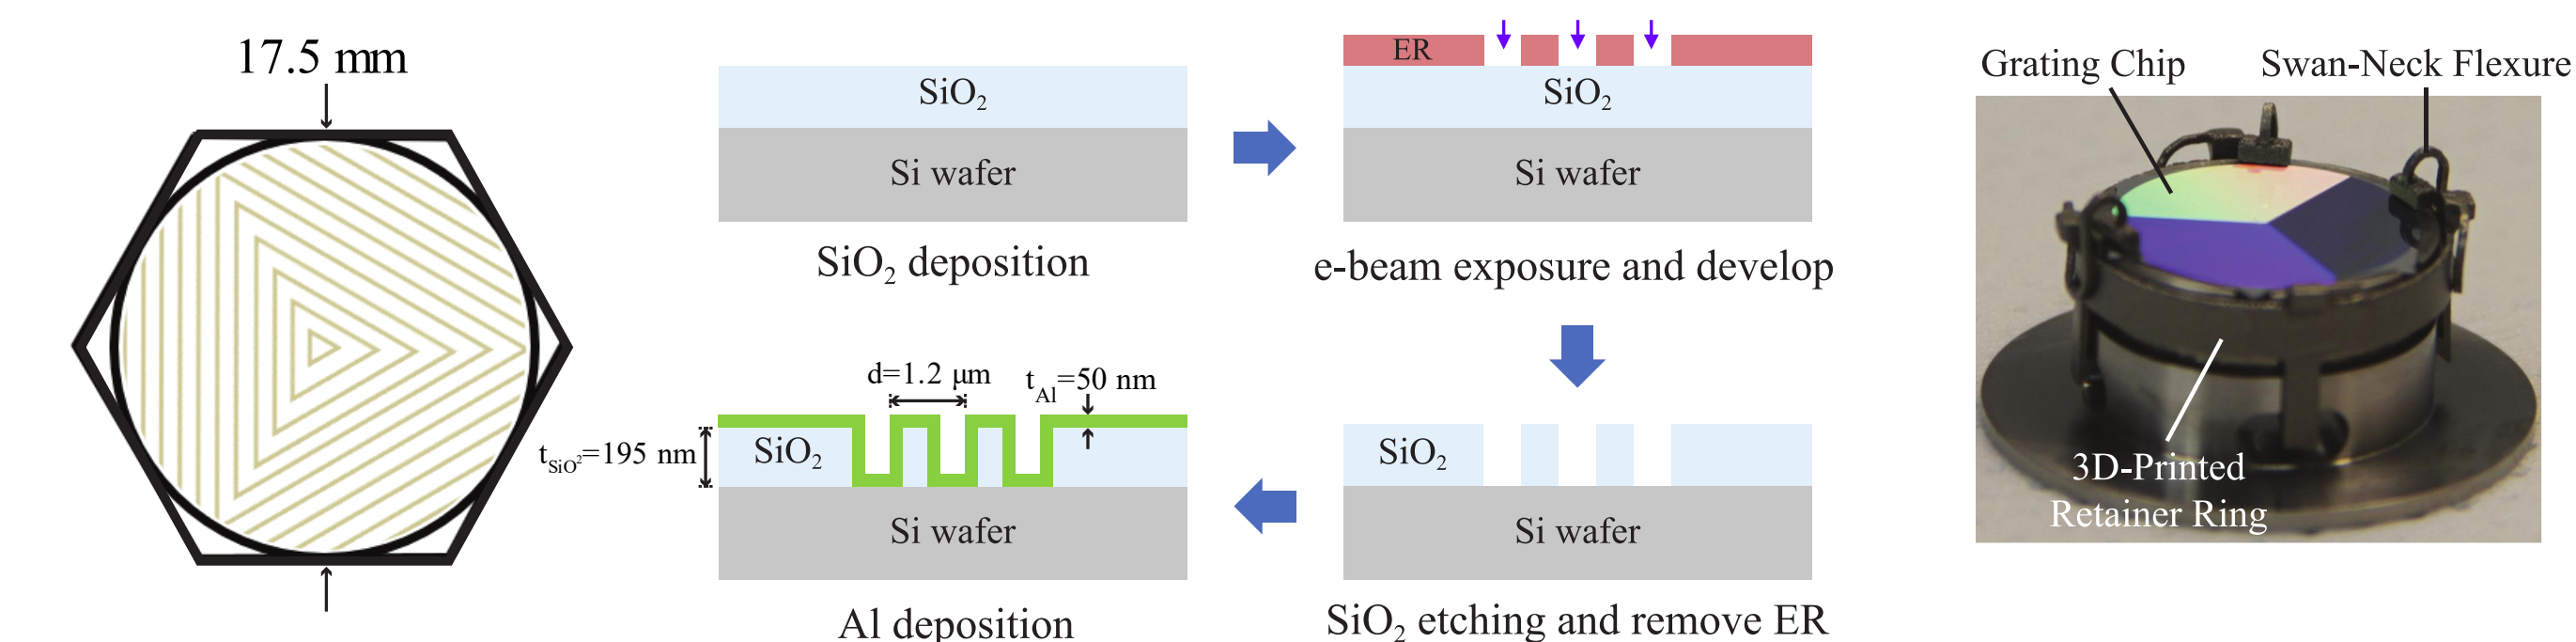 17.5 mm
SiO₂
Si wafer
SiO₂ deposition
ER
SiO₂
Si wafer
e-beam exposure and develop
SiO₂
Si wafer
SiO₂ etching and remove ER
d=1.2 μm
t_Al=50 nm
t_SiO²=195 nm
SiO₂
Si wafer
Al deposition
Grating Chip
Swan-Neck Flexure
3D-Printed
Retainer Ring